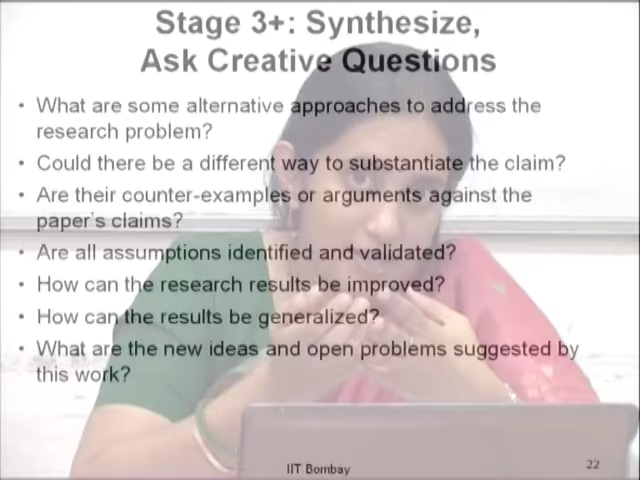 Stage 3+: Synthesize,
Ask Creative Questions
• What are some alternative approaches to address the
research problem?
• Could there be a different way to substantiate the claim?
• Are their counter-examples or arguments against the
paper's claims?
• Are all assumptions identified and validated?
• How can the research results be improved?
• How can the results be generalized?
• What are the new ideas and open problems suggested by
this work?
IIT Bombay
22